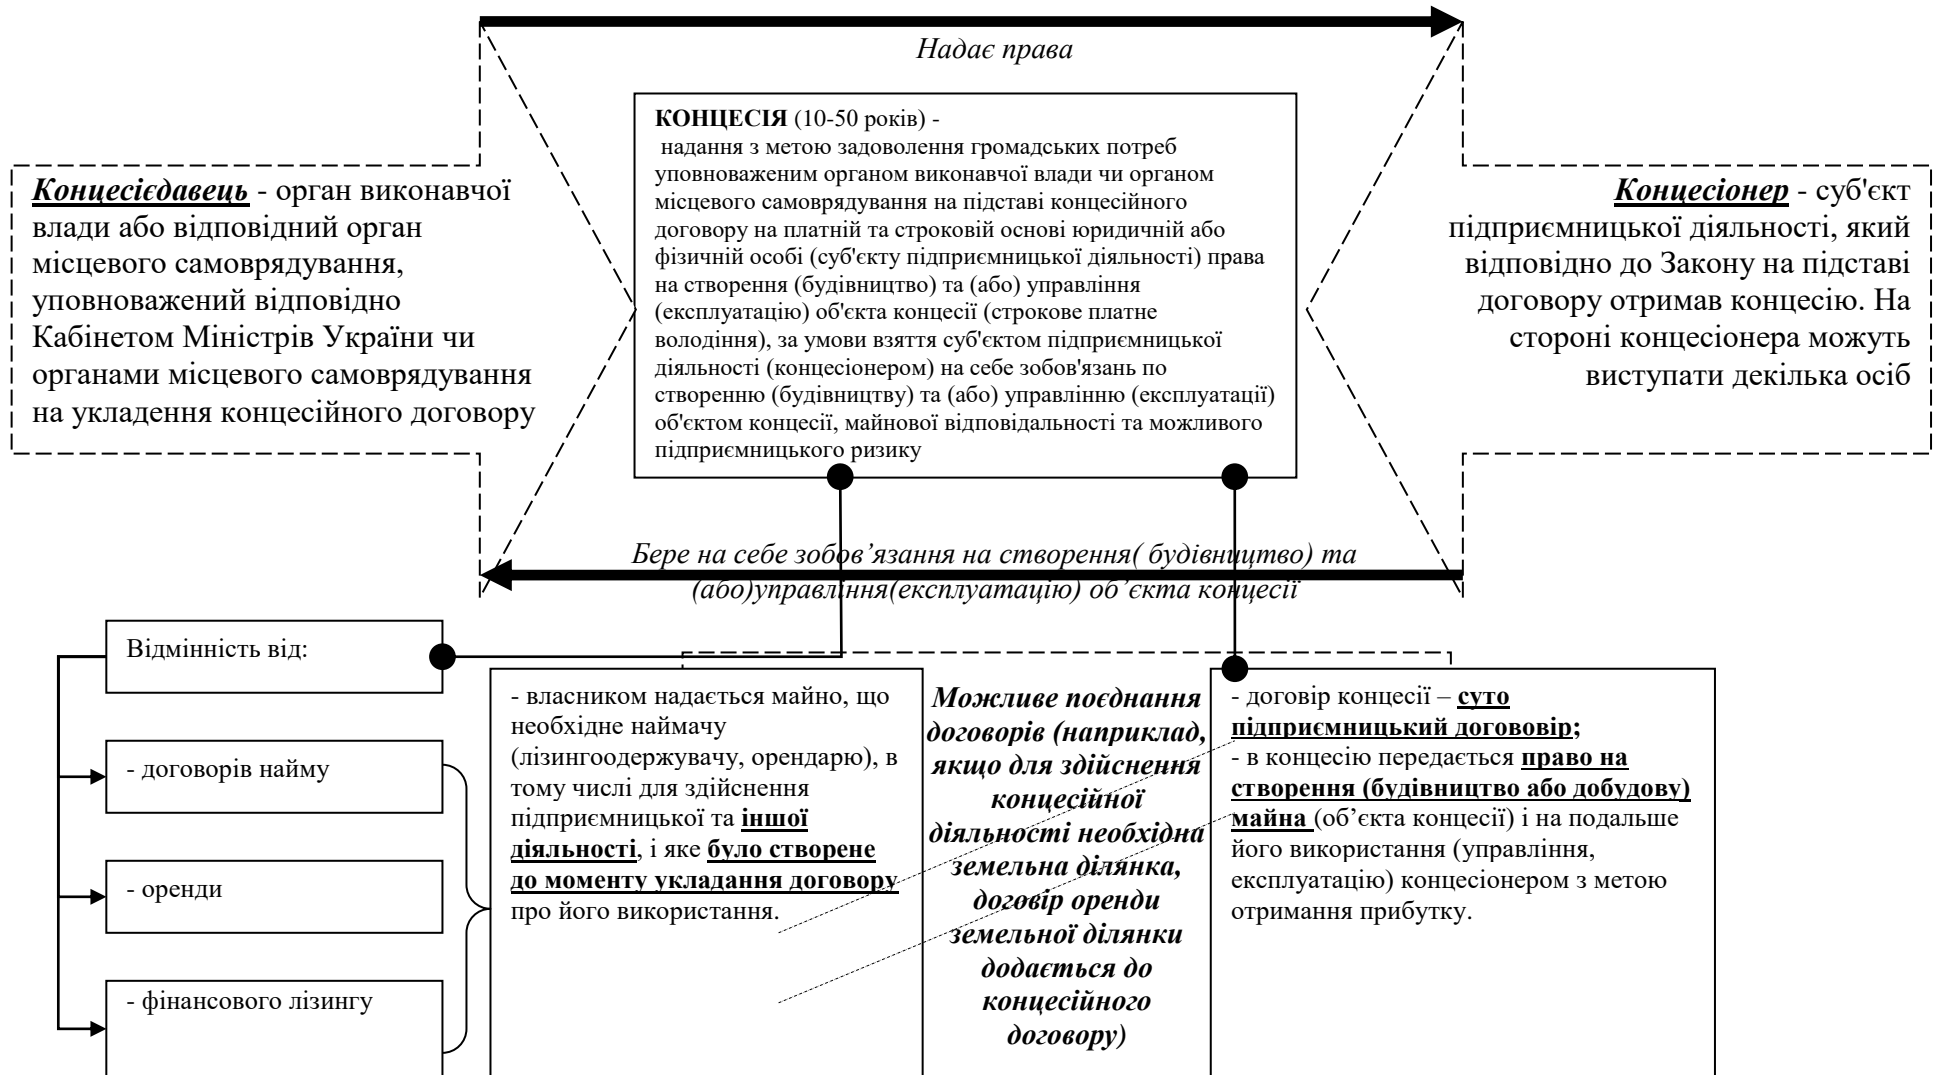 Надає права
КОНЦЕСІЯ (10-50 років) -
надання з метою задоволення громадських потреб
уповноваженим органом виконавчої влади чи органом
місцевого самоврядування на підставі концесійного
договору на платній та строковій основі юридичній або
фізичній особі (суб'єкту підприємницької діяльності) права
на створення (будівництво) та (або) управління
(експлуатацію) об'єкта концесії (строкове платне
володіння), за умови взяття суб'єктом підприємницької
діяльності (концесіонером) на себе зобов'язань по
створенню (будівництву) та (або) управлінню (експлуатації)
об'єктом концесії, майнової відповідальності та можливого
підприємницького ризику
Концесієдавець - орган виконавчої
влади або відповідний орган
місцевого самоврядування,
уповноважений відповідно
Кабінетом Міністрів України чи
органами місцевого самоврядування
на укладення концесійного договору
Концесіонер - суб'єкт
підприємницької діяльності, який
відповідно до Закону на підставі
договору отримав концесію. На
стороні концесіонера можуть
виступати декілька осіб
Бере на себе зобов’язання на створення( будівництво) та
(або)управління(експлуатацію) об’єкта концесії
Відмінність від:
- договорів найму
- оренди
- фінансового лізингу
- власником надається майно, що
необхідне наймачу
(лізингоодержувачу, орендарю), в
тому числі для здійснення
підприємницької та іншої
діяльності, і яке було створене
до моменту укладання договору
про його використання.
Можливе поєднання
договорів (наприклад,
якщо для здійснення
концесійної
діяльності необхідна
земельна ділянка,
договір оренди
земельної ділянки
додається до
концесійного
договору)
- договір концесії – суто
підприємницький догововір;
- в концесію передається право на
створення (будівництво або добудову)
майна (об’єкта концесії) і на подальше
його використання (управління,
експлуатацію) концесіонером з метою
отримання прибутку.